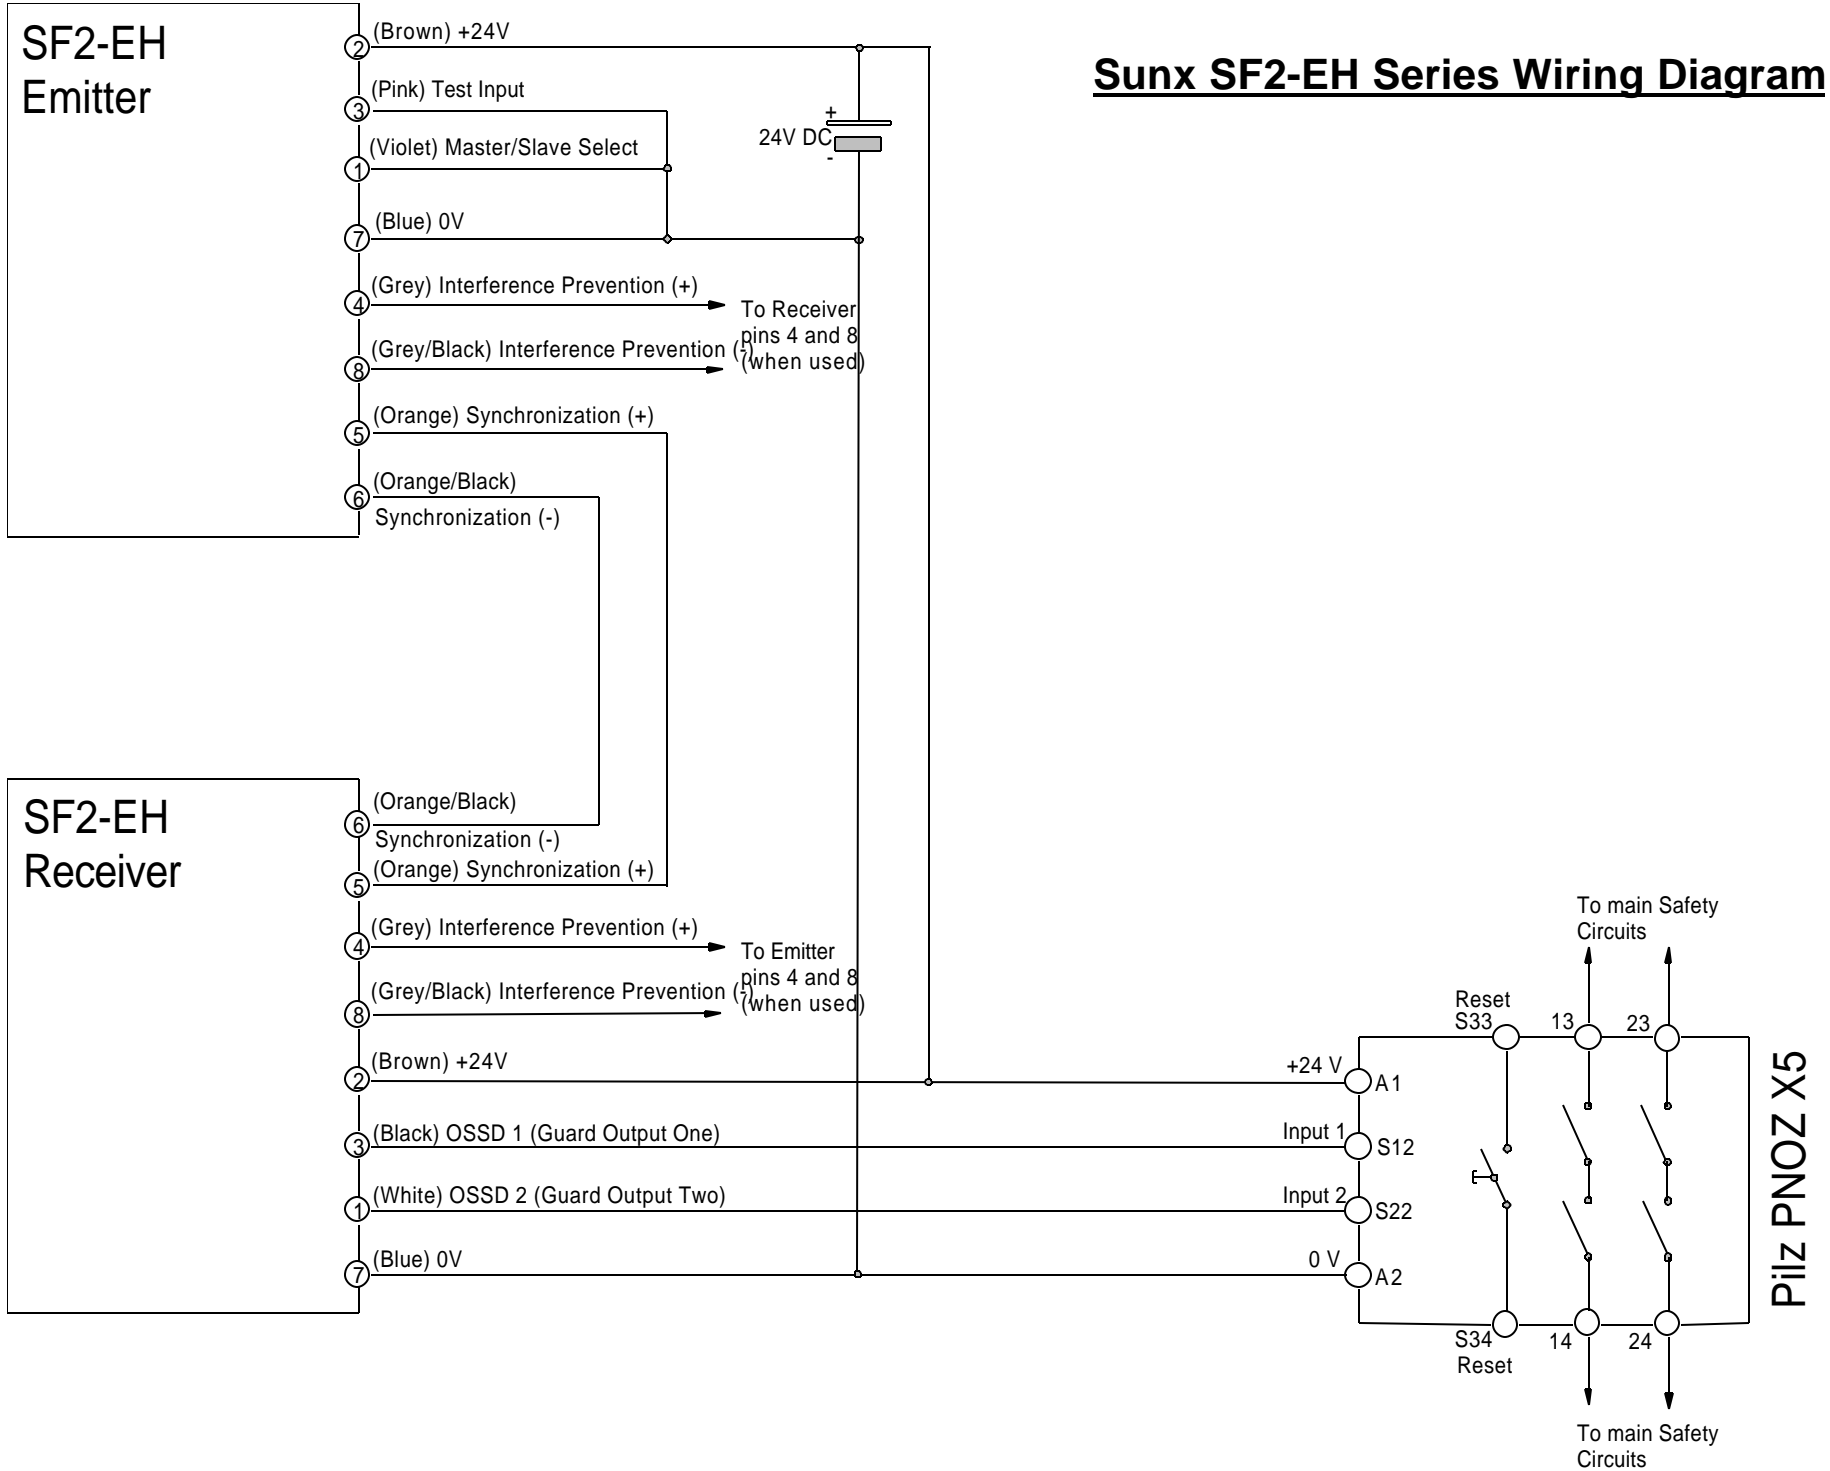 Sunx SF2-EH Series Wiring Diagram
SF2-EH
Emitter
2
(Brown) +24V
3
(Pink) Test Input
1
(Violet) Master/Slave Select
7
(Blue) 0V
4
(Grey) Interference Prevention (+)
8
(Grey/Black) Interference Prevention (-)
5
(Orange) Synchronization (+)
6
(Orange/Black)
Synchronization (-)
+
24V DC
-
To Receiver
pins 4 and 8
(when used)
SF2-EH
Receiver
6
(Orange/Black)
Synchronization (-)
5
(Orange) Synchronization (+)
4
(Grey) Interference Prevention (+)
8
(Grey/Black) Interference Prevention (-)
To Emitter
pins 4 and 8
(when used)
2
(Brown) +24V
3
(Black) OSSD 1 (Guard Output One)
1
(White) OSSD 2 (Guard Output Two)
7
(Blue) 0V
+24 V
A1
Input 1
S12
Input 2
S22
0 V
A2
To main Safety
Circuits
Reset
S33
13
23
S34
Reset
14
24
To main Safety
Circuits
Pilz PNOZ X5